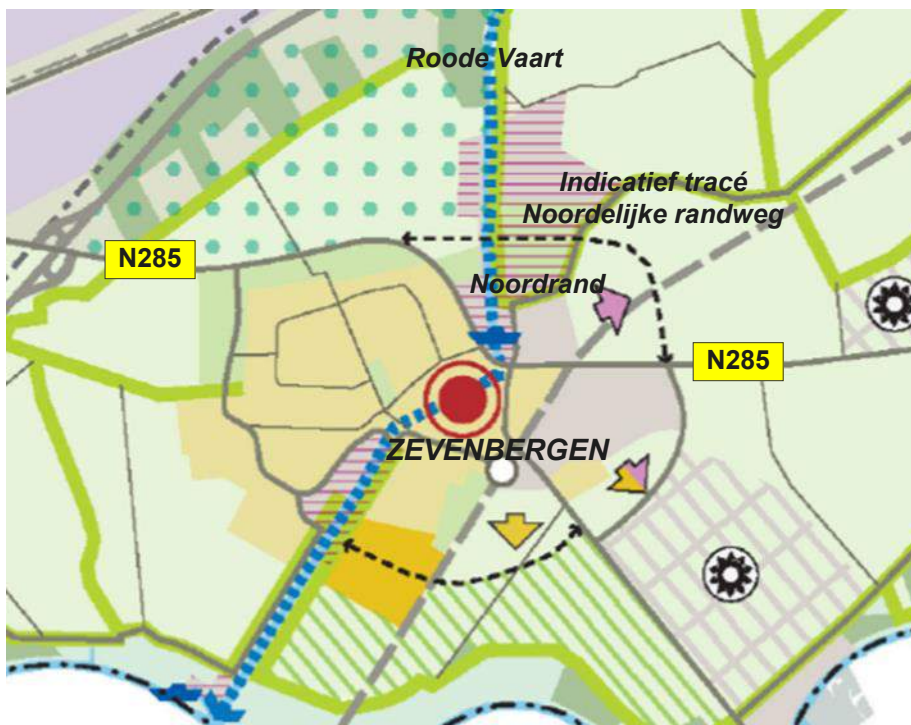 Roode Vaart
Indicatief tracé
Noordelijke randweg
N285
Noordrand
N285
ZEVENBERGEN